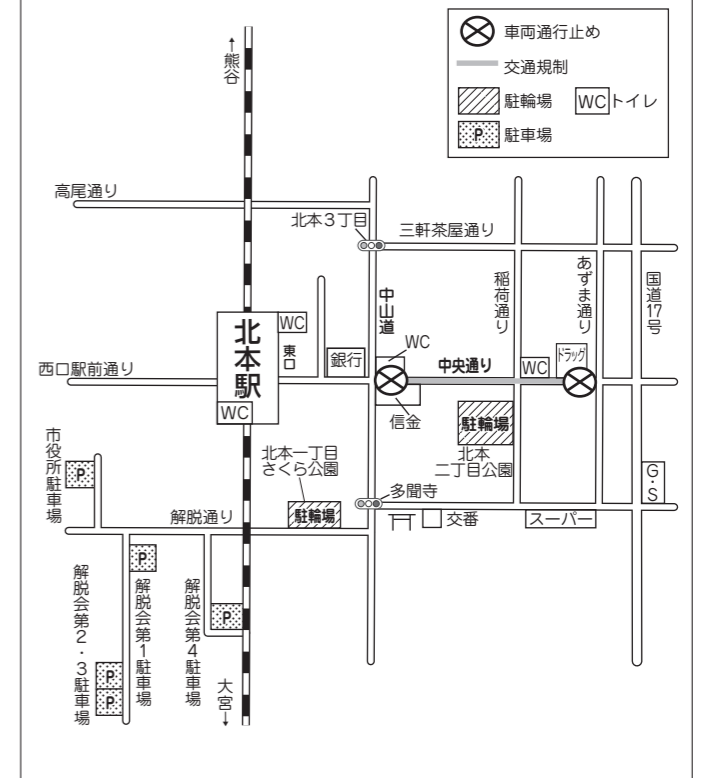 車両通行止め
交通規制
駐輪場
WC トイレ
P 駐車場
↑熊谷
高尾通り
北本3丁目
三軒茶屋通り
中山道
稲荷通り
あずま通り
国道17号
北本駅
WC
東口
銀行
WC
中央通り
WC
ドラッグ
西口駅前通り
WC
信金
駐輪場
北本
二丁目公園
市役所駐車場
P
北本一丁目
さくら公園
駐輪場
多聞寺
G・S
解脱通り
交番
スーパー
P
解脱会第2・3駐車場
解脱会第1駐車場
解脱会第4駐車場
P
P
P
大宮↓